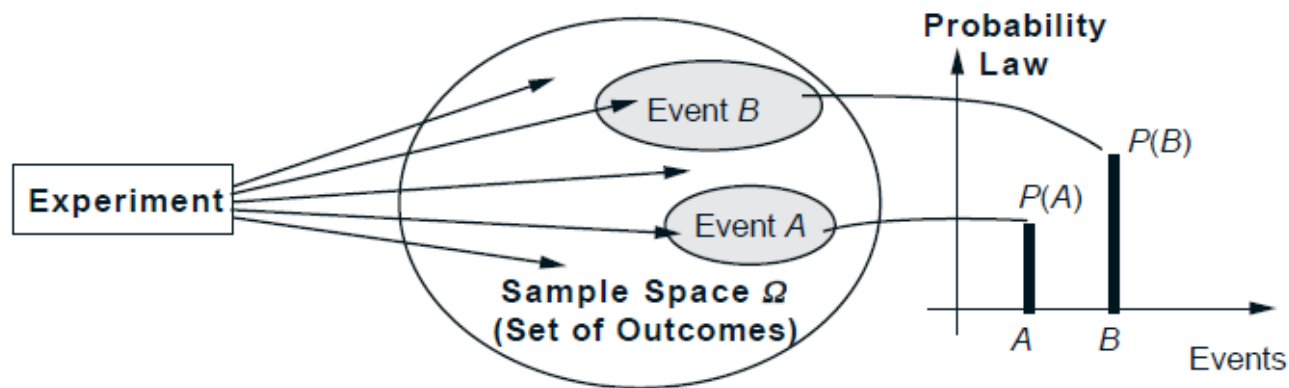 Experiment
Event B
Event A
Sample Space Ω
(Set of Outcomes)
Probability
Law
P(B)
P(A)
A
B
Events